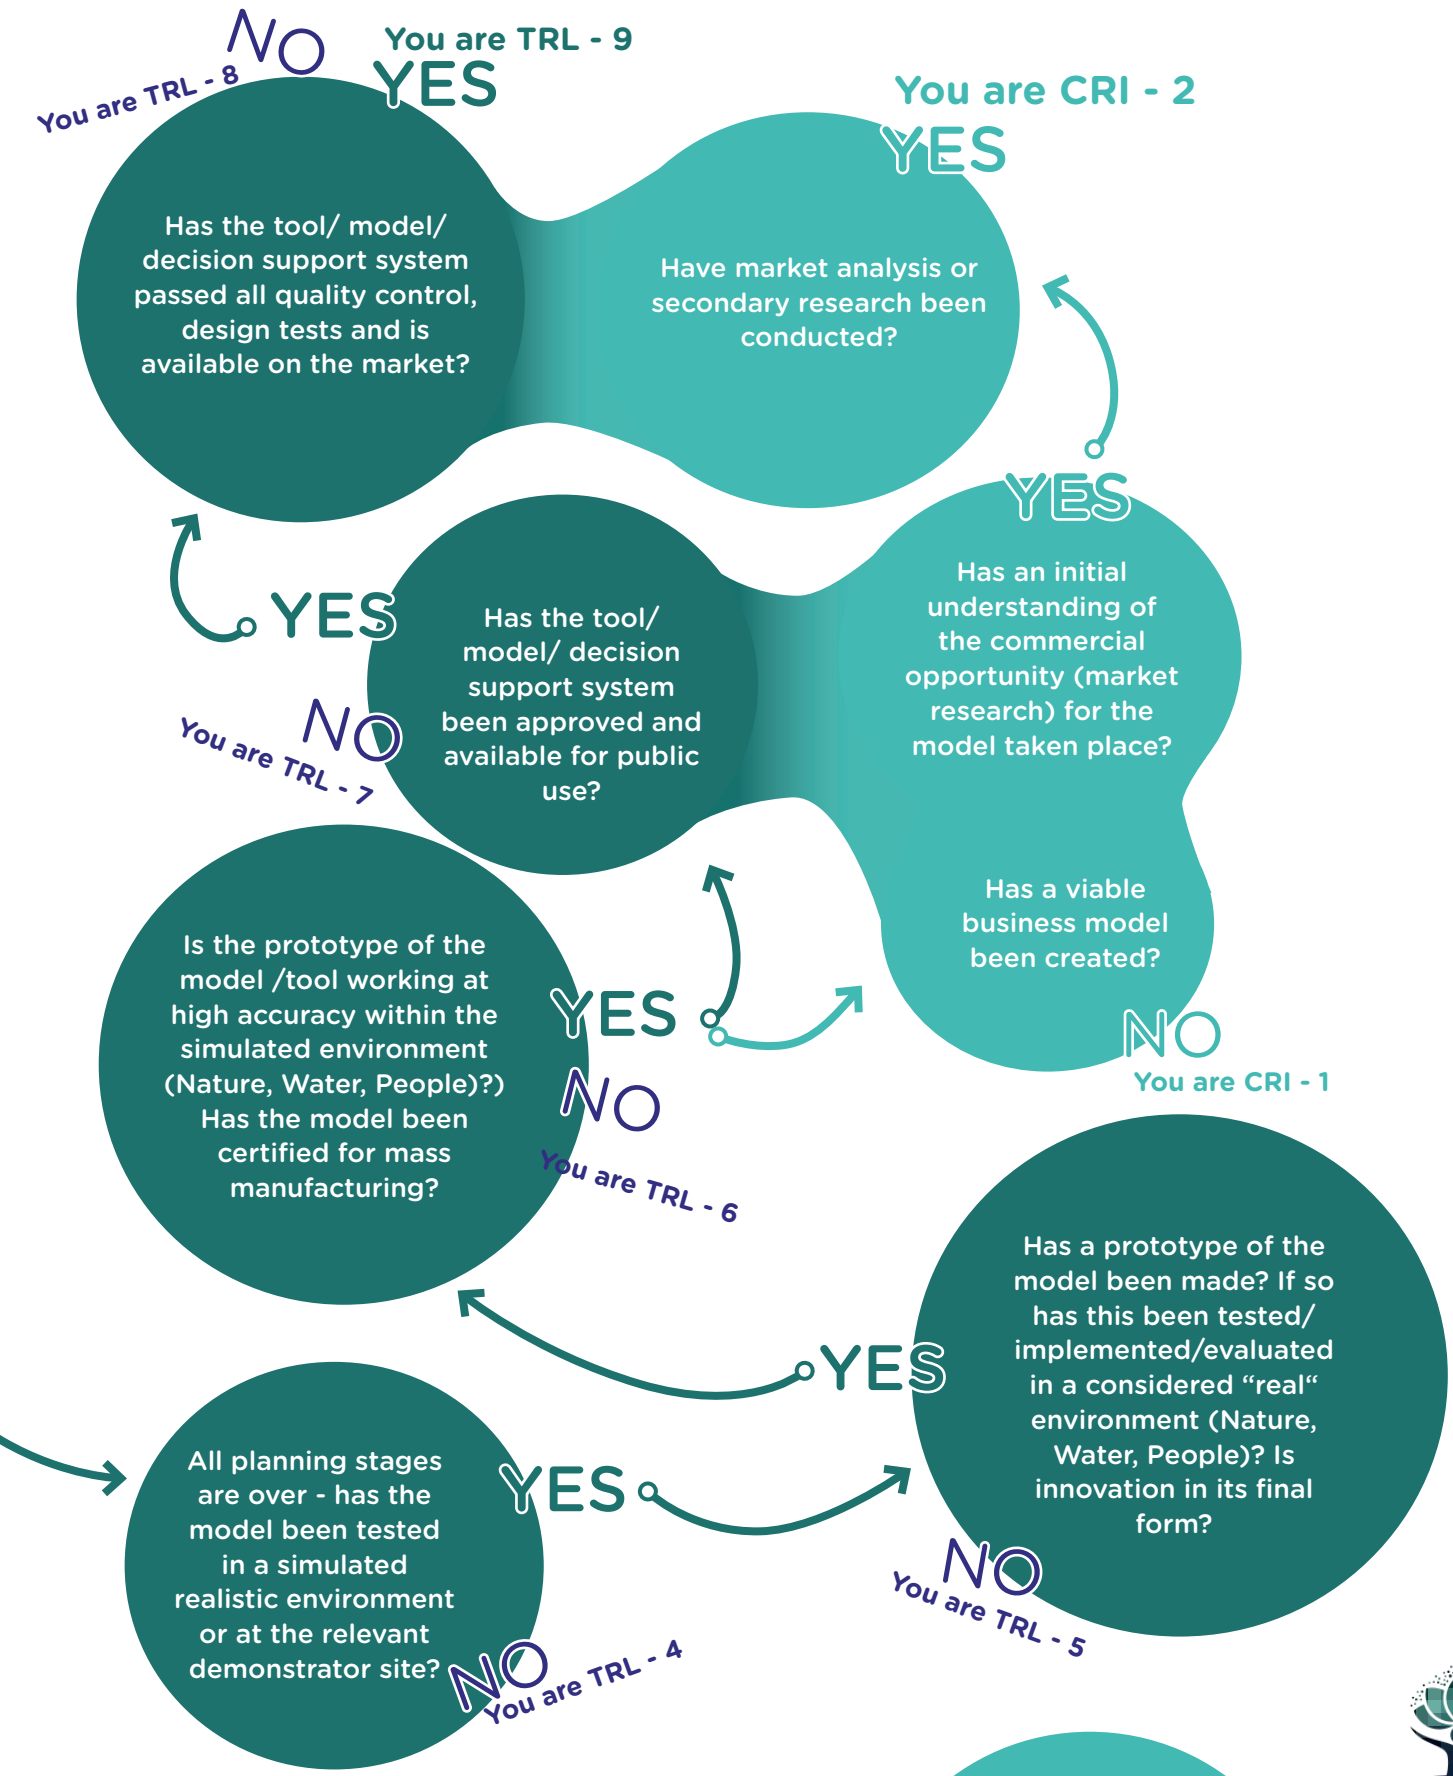 NO
You are TRL - 8
You are TRL - 9
YES
You are CRI - 2
YES
Has the tool/ model/
decision support system
passed all quality control,
design tests and is
available on the market?
Have market analysis or
secondary research been
conducted?
YES
Has an initial
understanding of
the commercial
opportunity (market
research) for the
model taken place?
YES
Has the tool/
model/ decision
support system
been approved and
available for public
use?
NO
You are TRL - 7
Has a viable
business model
been created?
NO
You are CRI - 1
Is the prototype of the
model /tool working at
high accuracy within the
simulated environment
(Nature, Water, People)?)
Has the model been
certified for mass
manufacturing?
YES
NO
You are TRL - 6
Has a prototype of the
model been made? If so
has this been tested/
implemented/evaluated
in a considered “real“
environment (Nature,
Water, People)? Is
innovation in its final
form?
YES
NO
You are TRL - 5
All planning stages
are over - has the
model been tested
in a simulated
realistic environment
or at the relevant
demonstrator site?
YES
NO
You are TRL - 4